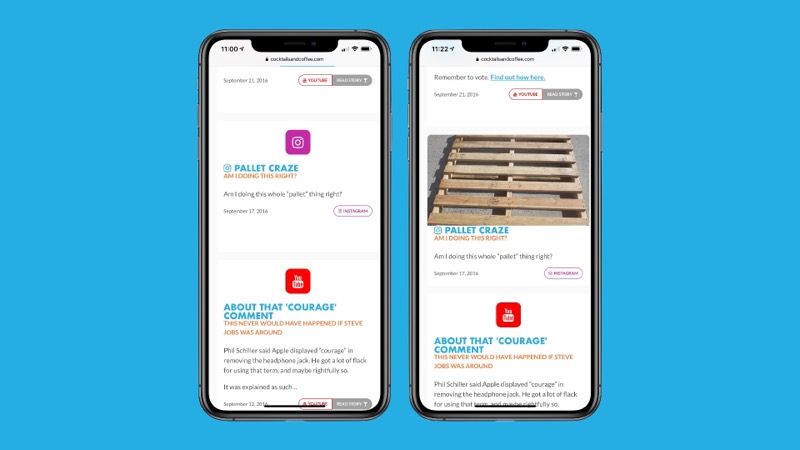 11:00
cocktailsandcoffee.com
September 21, 2016
YOUTUBE
READ STORY
PALLET CRAZE
AM I DOING THIS RIGHT?
Am I doing this whole "pallet" thing right?
September 17, 2016
INSTAGRAM
You
Tube
ABOUT THAT 'COURAGE'
COMMENT
THIS NEVER WOULD HAVE HAPPENED IF STEVE
JOBS WAS AROUND
Phil Schiller said Apple displayed "courage" in
removing the headphone jack. He got a lot of flack
for using that term, and maybe rightfully so.
It was explained as such...
September 12, 2016
YOUTUBE
READ STORY
11:22
cocktailsandcoffee.com
Remember to vote. Find out how here.
September 21, 2016
YOUTUBE
READ STORY
PALLET CRAZE
AM I DOING THIS RIGHT?
Am I doing this whole "pallet" thing right?
September 17, 2016
INSTAGRAM
You
Tube
ABOUT THAT 'COURAGE'
COMMENT
THIS NEVER WOULD HAVE HAPPENED IF STEVE
JOBS WAS AROUND
Phil Schiller said Apple displayed "courage" in
removing the headphone jack. He got a lot of flack
for using that term, and maybe rightfully so.